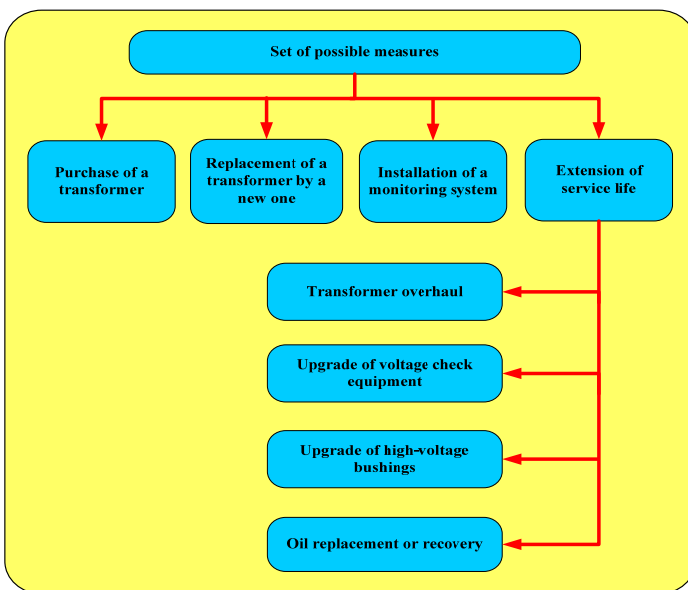 Set of possible measures
Purchase of a
transformer
Replacement of a
transformer by a
new one
Installation of a
monitoring system
Extension of
service life
Transformer overhaul
Upgrade of voltage check
equipment
Upgrade of high-voltage
bushings
Oil replacement or recovery